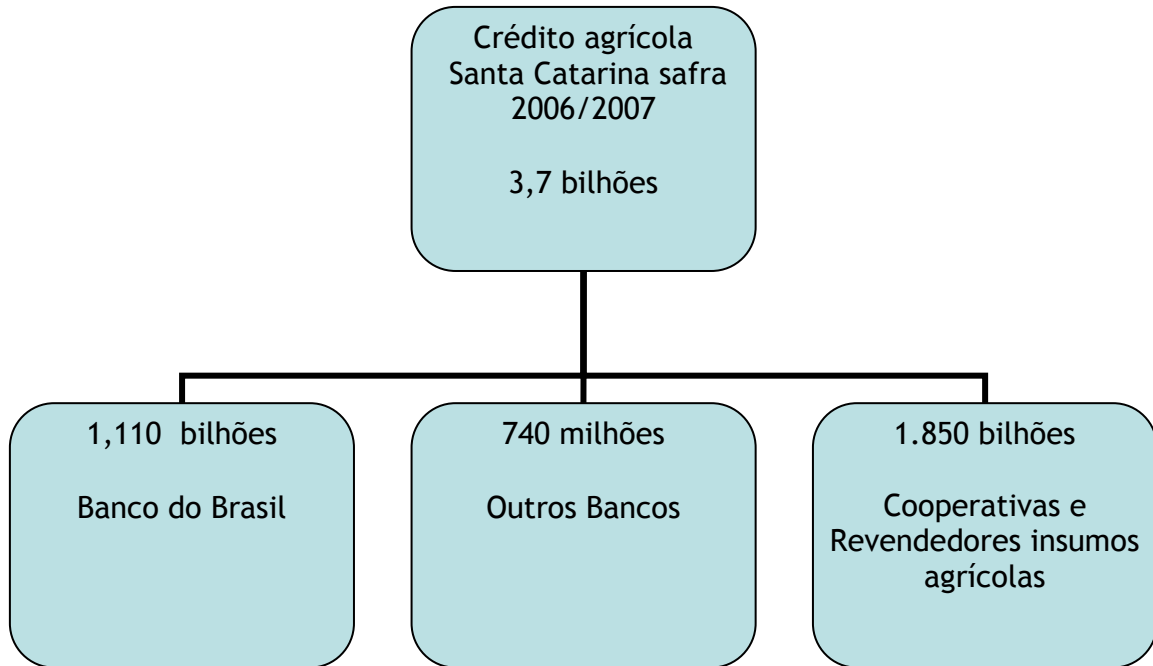 Crédito agrícola
Santa Catarina safra
2006/2007
3,7 bilhões
1,110 bilhões
Banco do Brasil
740 milhões
Outros Bancos
1.850 bilhões
Cooperativas e
Revendedores insumos
agrícolas